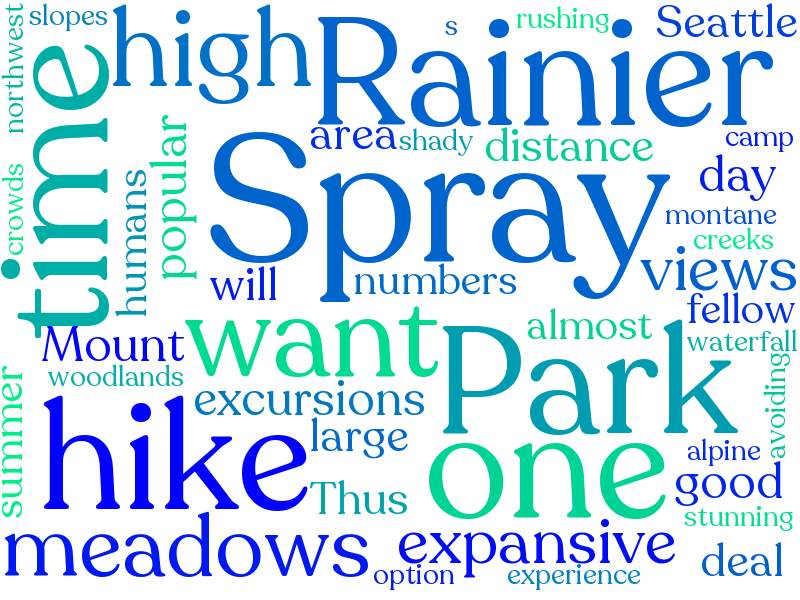 northwest
slopes
time
high
Rainier
s
rushing
Seattle
area
shady
distance
camp
crowds
humans
popular
Spray
day
montane
creeks
will
numbers
views
fellow
Mount
want
almost
waterfall
woodlands
Park
avoiding
summer
excursions
hike
large
one
alpine
good
Thus
stunning
meadows
expansive
option
experience
deal